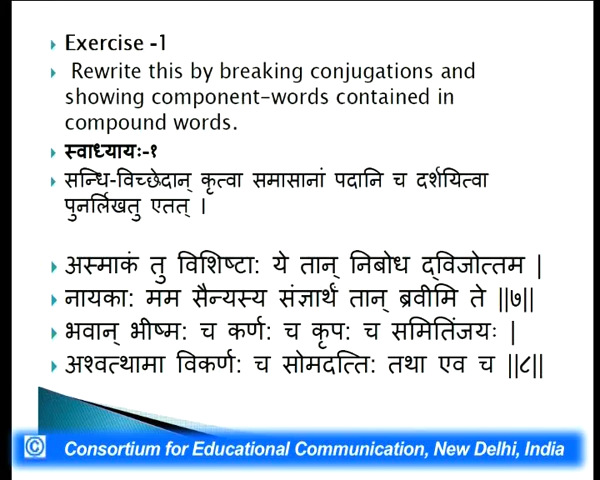 Exercise -1
Rewrite this by breaking conjugations and
showing component-words contained in
compound words.
स्वाध्यायः-१
सन्धि-विच्छेदान् कृत्वा समासानां पदानि च दर्शयित्वा
पुनर्लिखतु एतत् ।
अस्माकं तु विशिष्टा: ये तान् निबोध द्विजोत्तम |
नायका: मम सैन्यस्य संज्ञार्थं तान् ब्रवीमि ते ||७||
भवान् भीष्म: च कर्ण: च कृप: च समितिंजयः |
अश्वत्थामा विकर्ण: च सोमदत्ति: तथा एव च ||८||
© Consortium for Educational Communication, New Delhi, India